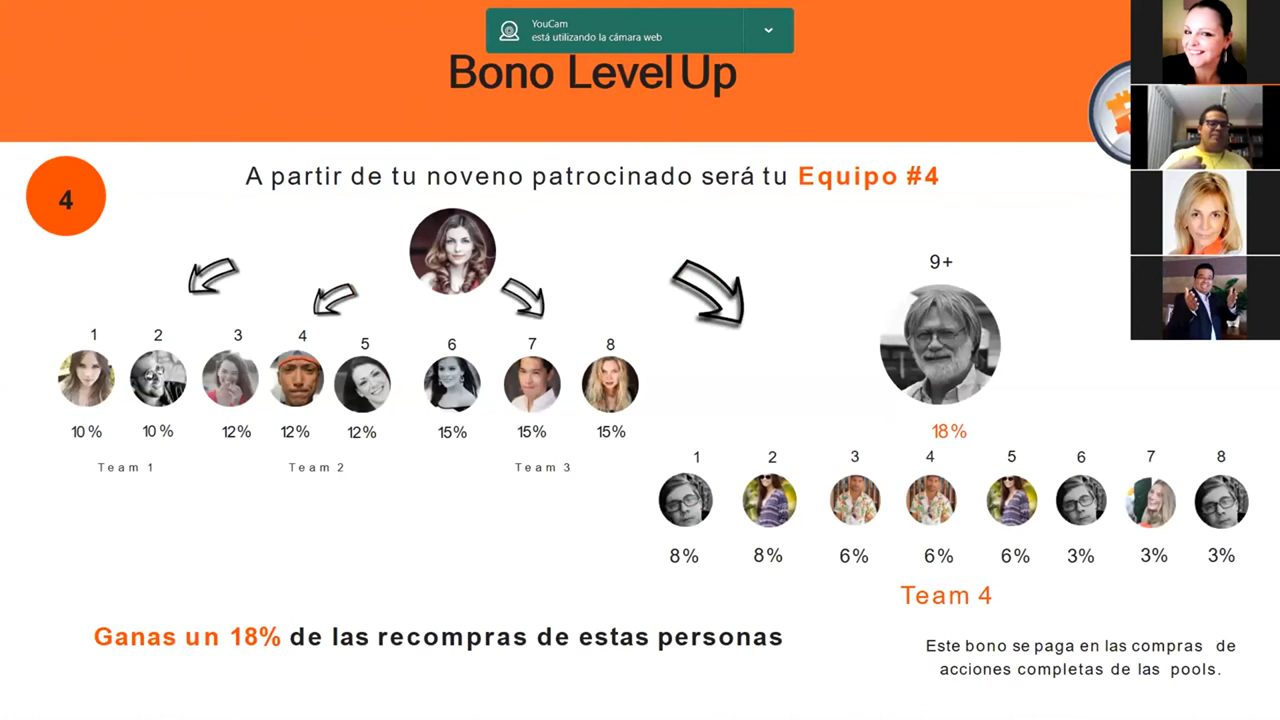 YouCam
está utilizando la cámara web
Bono Level Up
4
A partir de tu noveno patrocinado será tu Equipo #4
9+
1 2 3 4 5 6 7 8
10% 10% 12% 12% 12% 15% 15% 15%
18%
Team 1 Team 2 Team 3
1 2 3 4 5 6 7 8
8% 8% 6% 6% 6% 3% 3% 3%
Team 4
Ganas un 18% de las recompras de estas personas
Este bono se paga en las compras de
acciones completas de las pools.